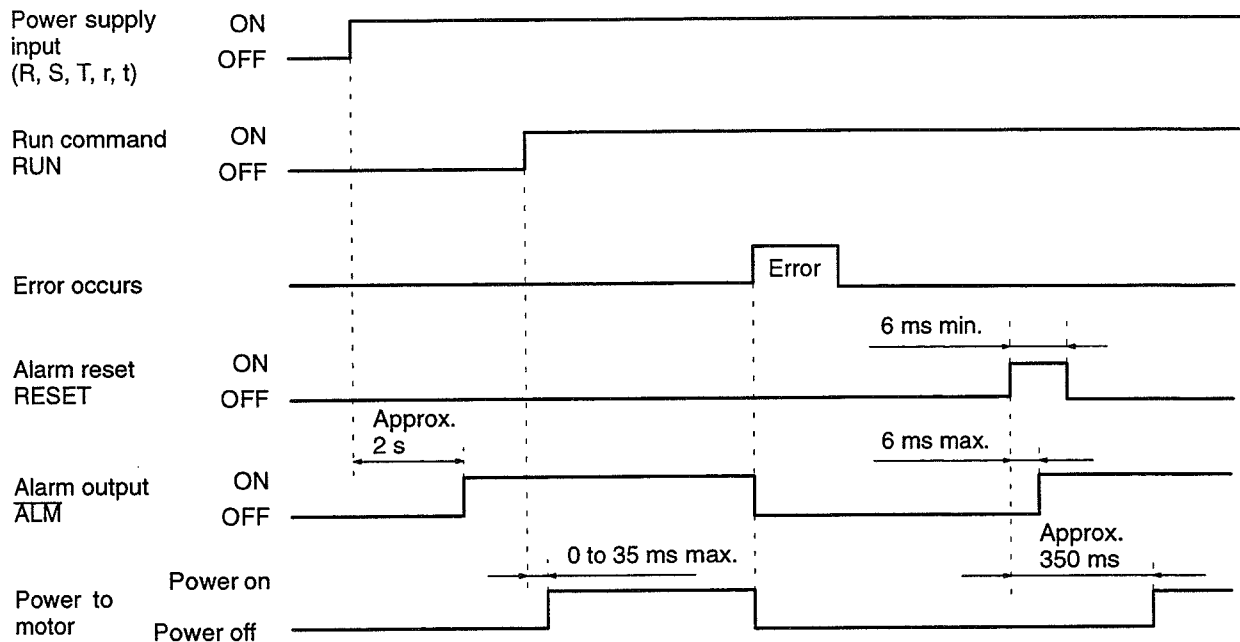 Power supply ON
input
(R, S, T, r, t) OFF
Run command ON
RUN OFF
Error occurs Error
6 ms min.
Alarm reset ON
RESET OFF
Approx.
2 s 6 ms max.
Alarm output ON
ALM OFF
Approx.
0 to 35 ms max. 350 ms
Power on
Power to
motor
Power off